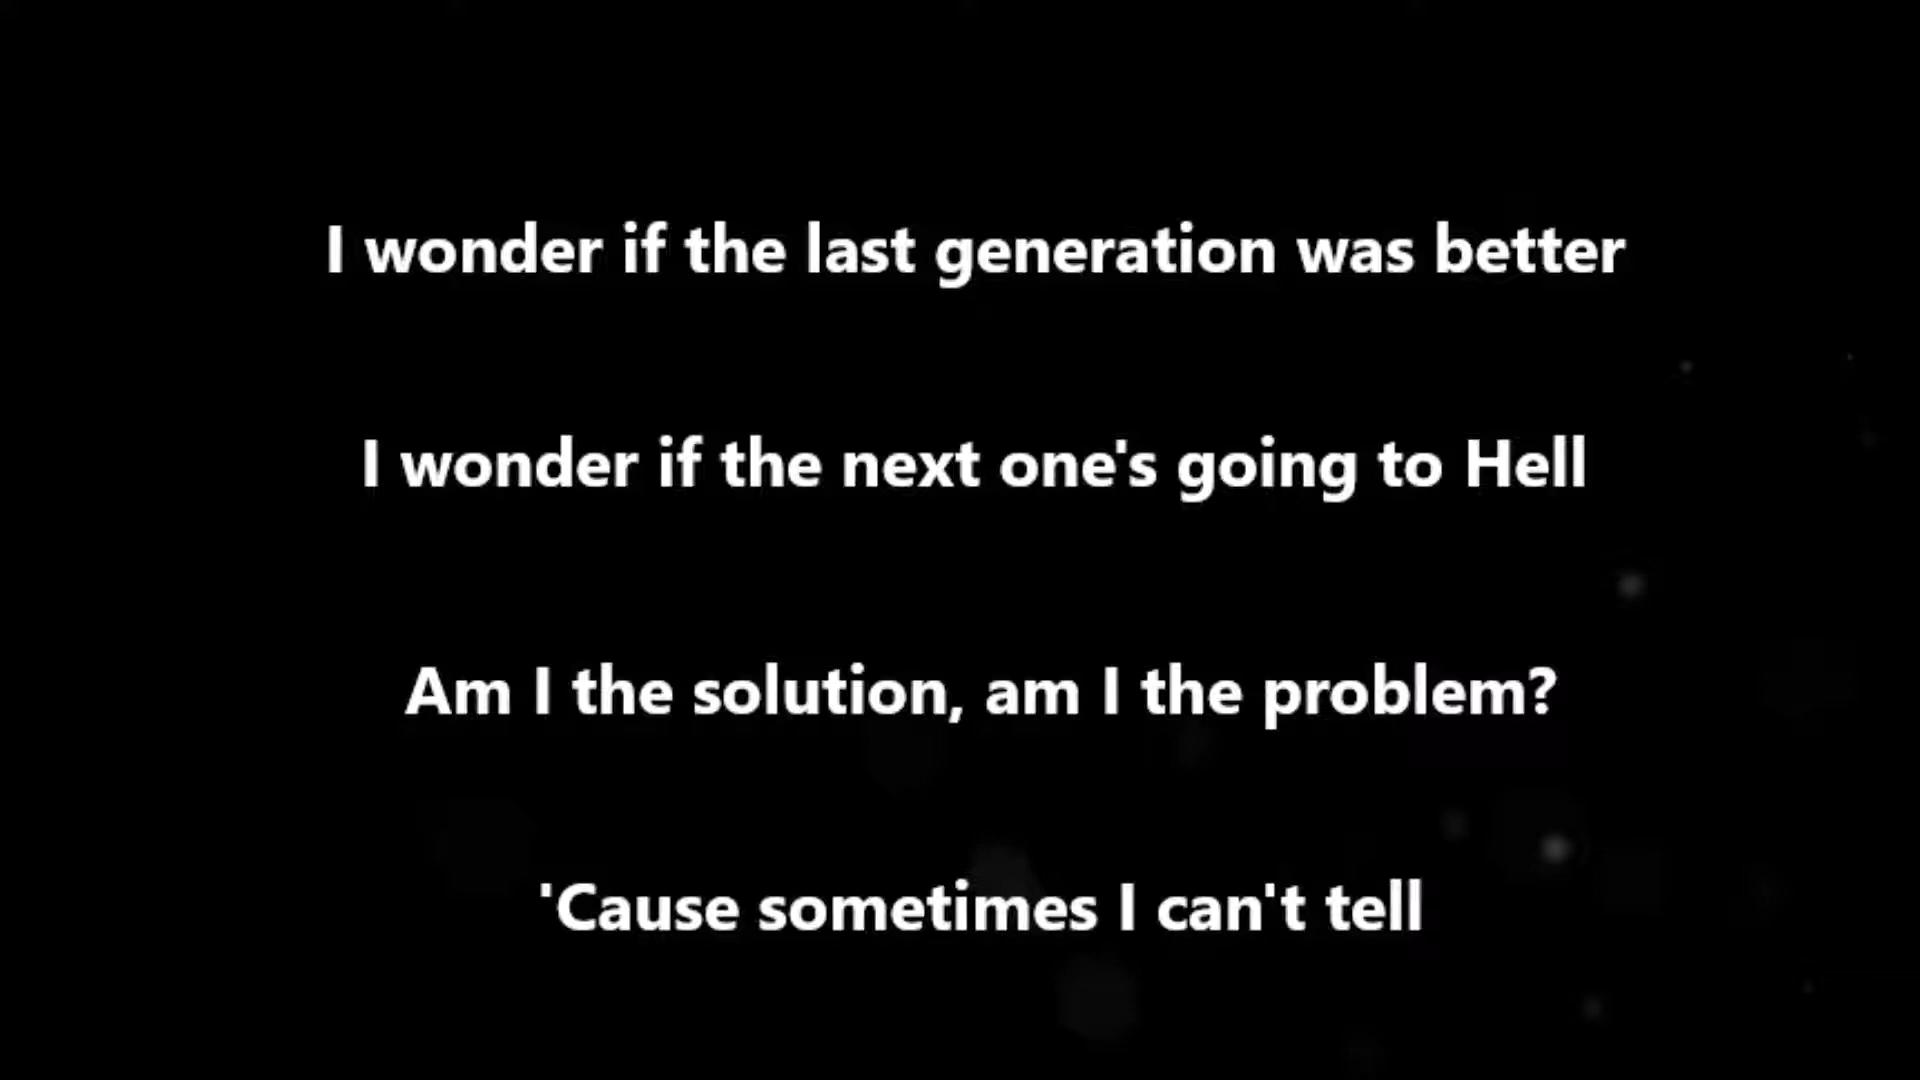 I wonder if the last generation was better
I wonder if the next one's going to Hell
Am I the solution, am I the problem?
'Cause sometimes I can't tell